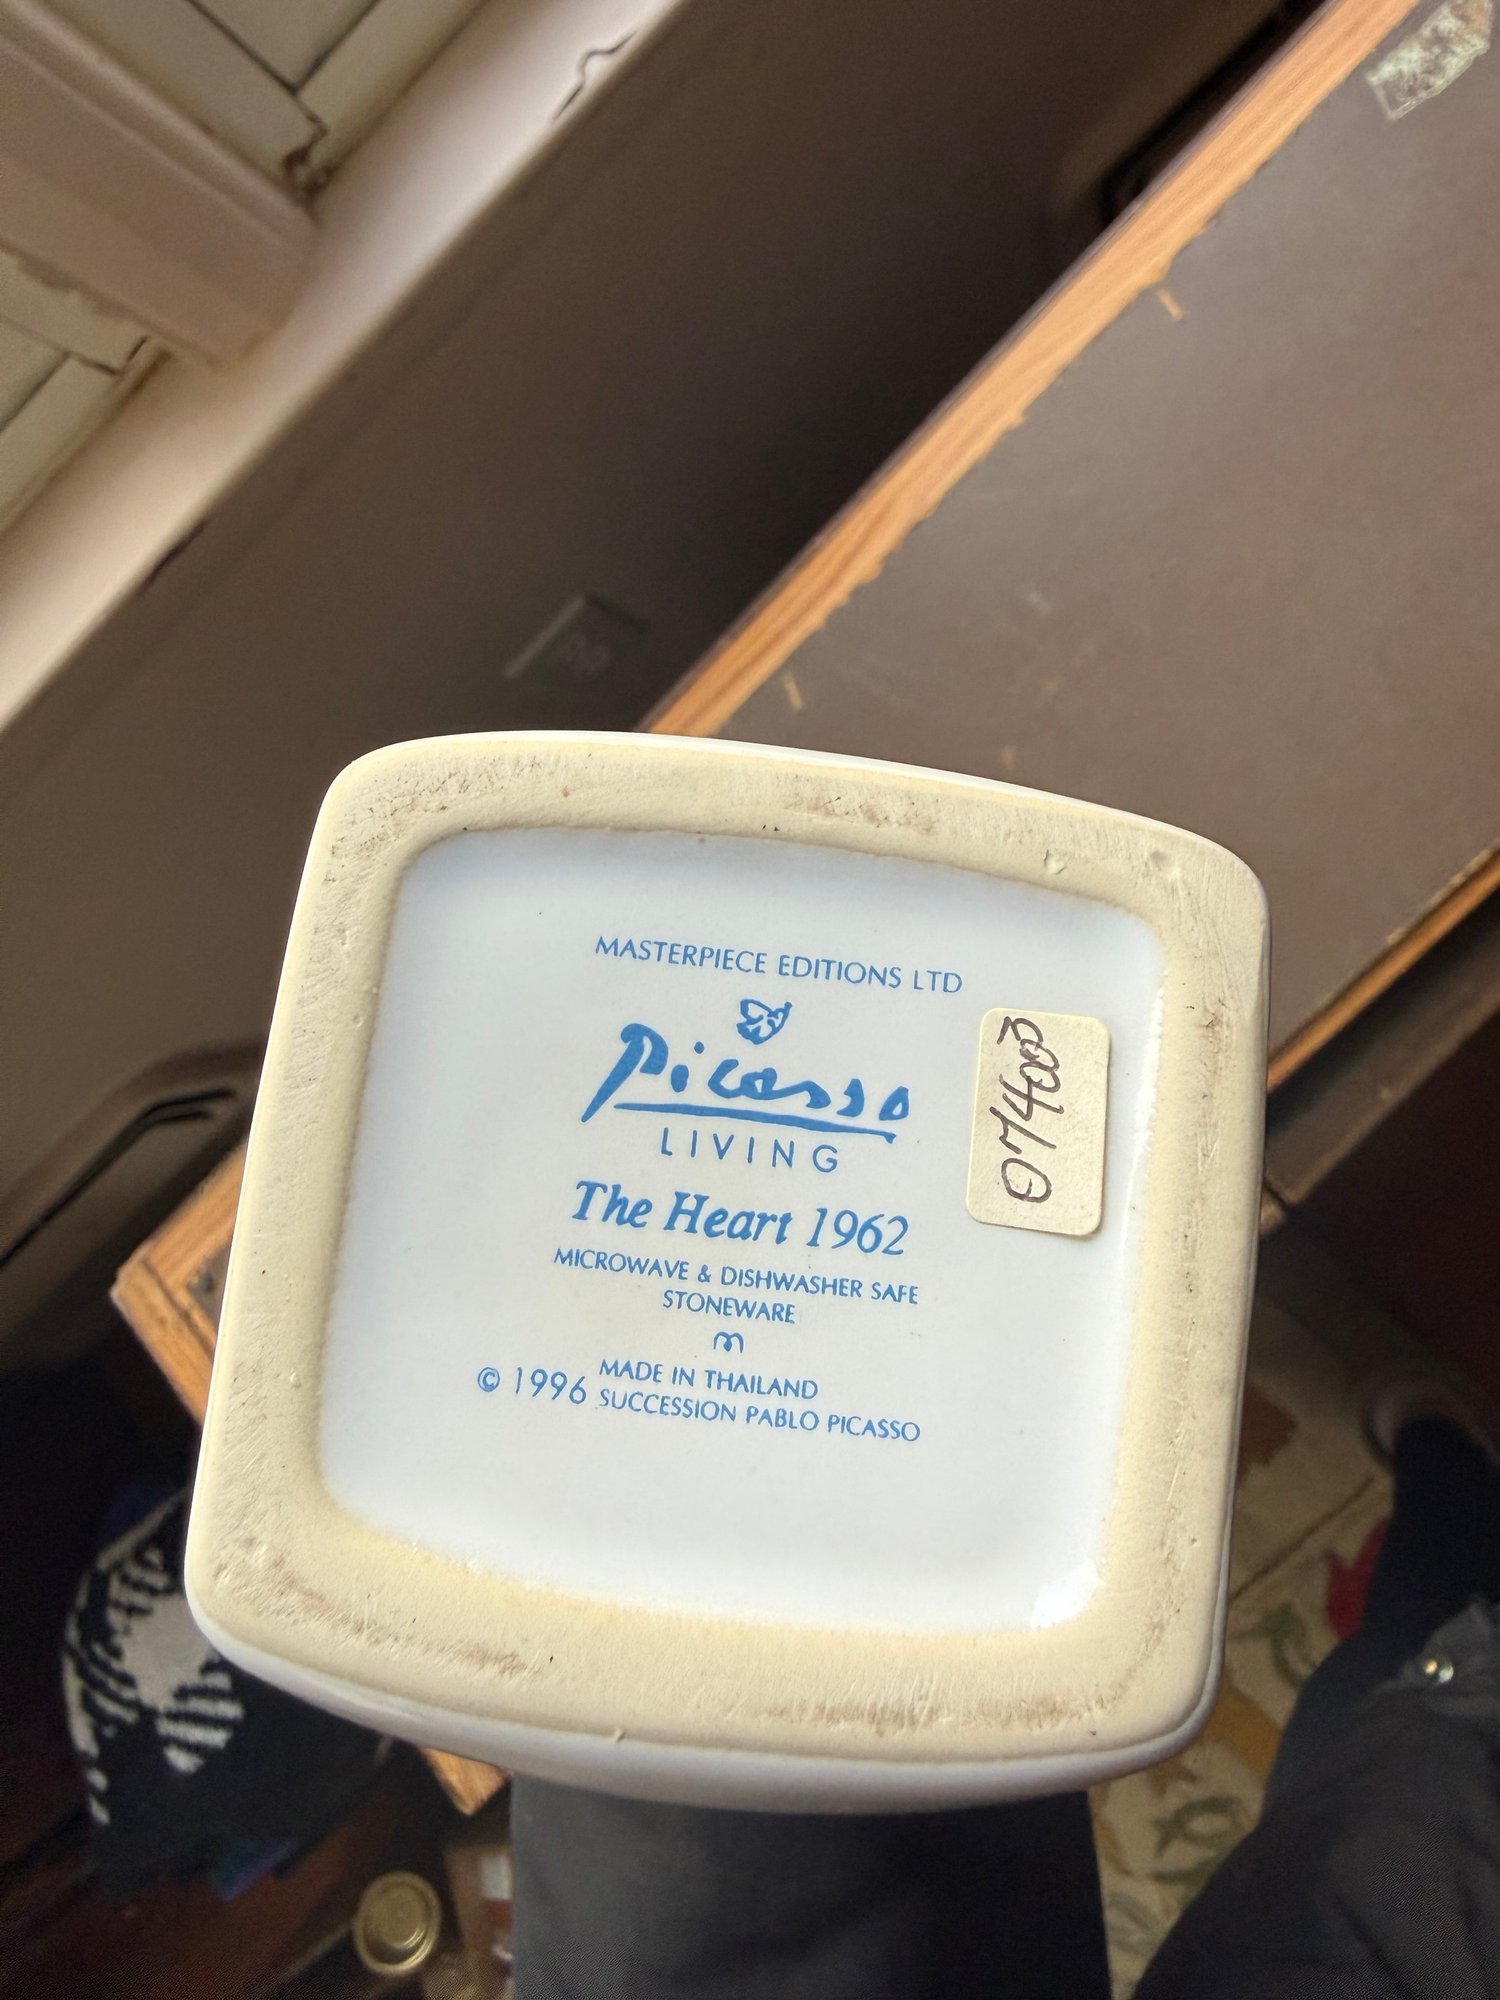 MASTERPIECE EDITIONS LTD
Picasso
LIVING
The Heart 1962
MICROWAVE & DISHWASHER SAFE
STONEWARE
m
MADE IN THAILAND
© 1996 SUCCESSION PABLO PICASSO
074003